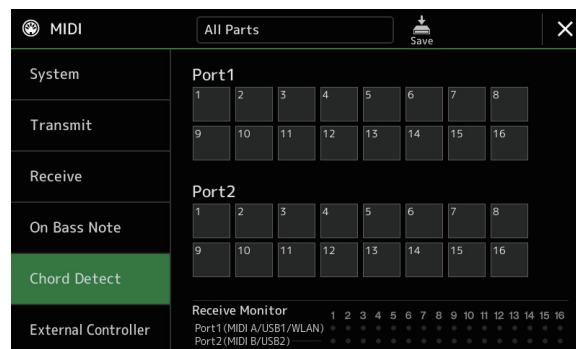 MIDI
All Parts
Save
System
Transmit
Receive
On Bass Note
Chord Detect
External Controller
Port1
1 2 3 4 5 6 7 8
9 10 11 12 13 14 15 16
Port2
1 2 3 4 5 6 7 8
9 10 11 12 13 14 15 16
Receive Monitor 1 2 3 4 5 6 7 8 9 10 11 12 13 14 15 16
Port1(MIDI A/USB1/WLAN)
Port2(MIDI B/USB2)